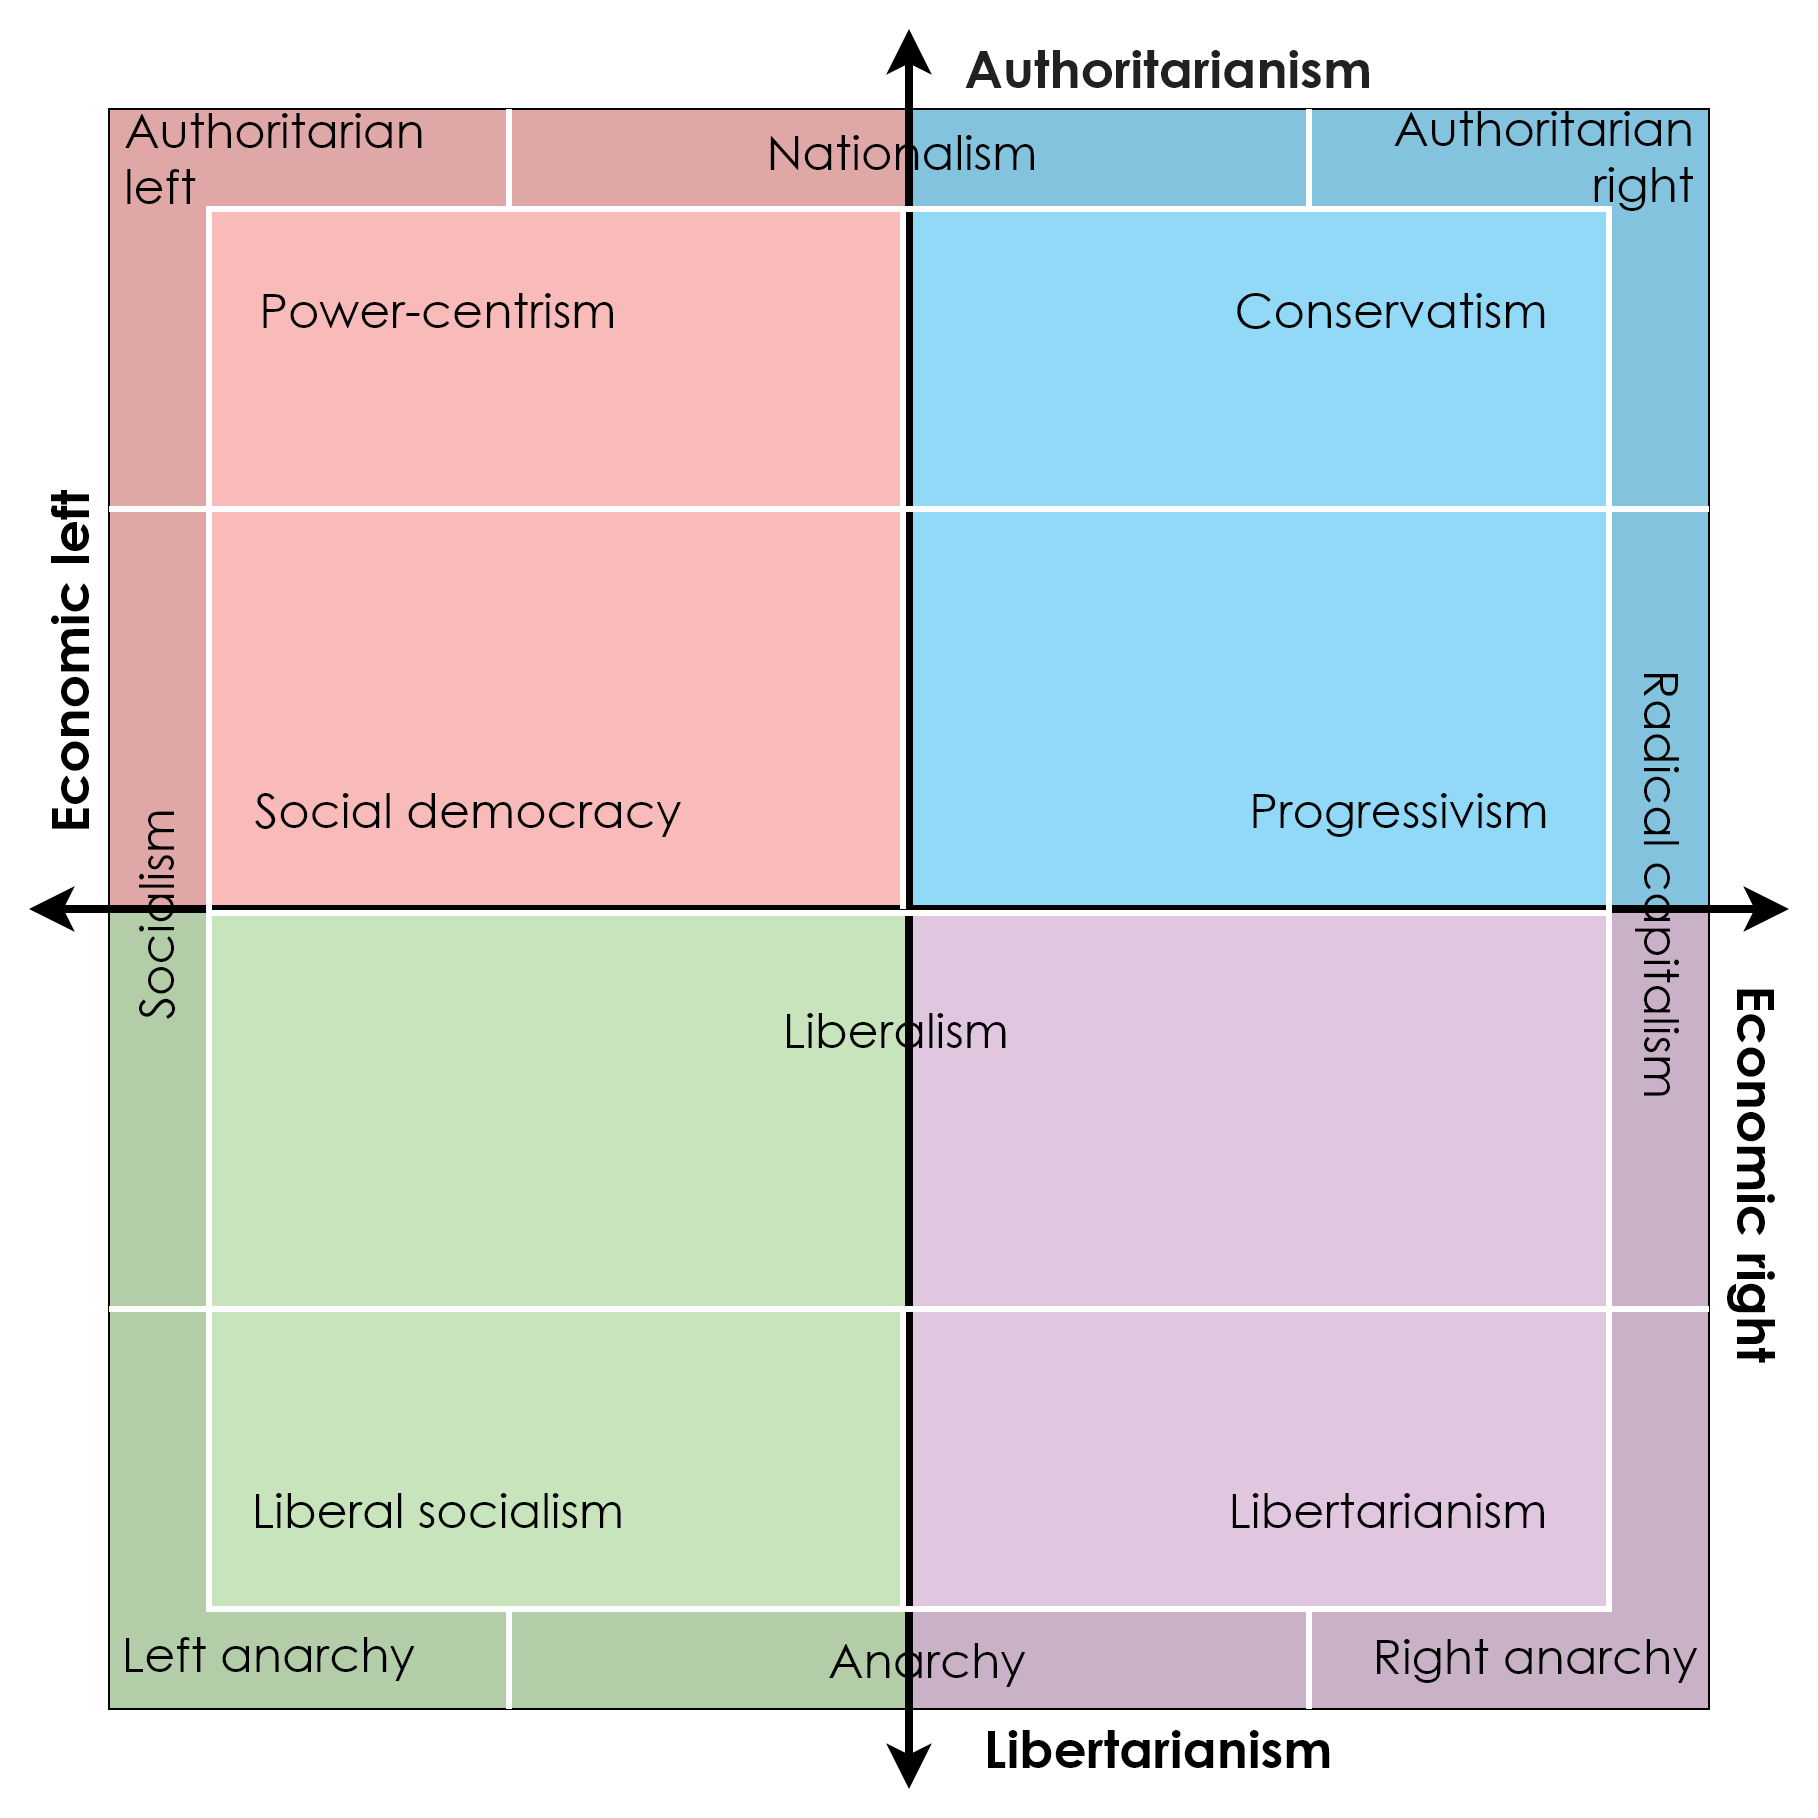 Authoritarianism
Authoritarian
left
Nationalism
Authoritarian
right
Power-centrism
Conservatism
Economic left
Social democracy
Progressivism
Socialism
Radical capitalism
Liberalism
Economic right
Liberal socialism
Libertarianism
Left anarchy
Anarchy
Right anarchy
Libertarianism